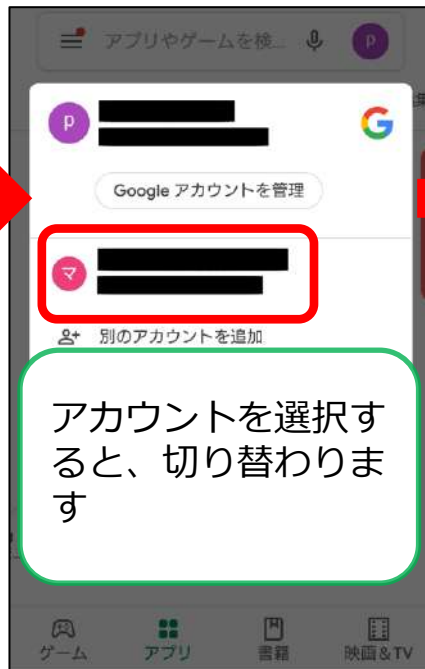 アプリやゲームを検...
P
P
G
Google アカウントを管理
マ
別のアカウントを追加
アカウントを選択す
ると、切り替わりま
す
ゲーム
アプリ
書籍
映画&TV